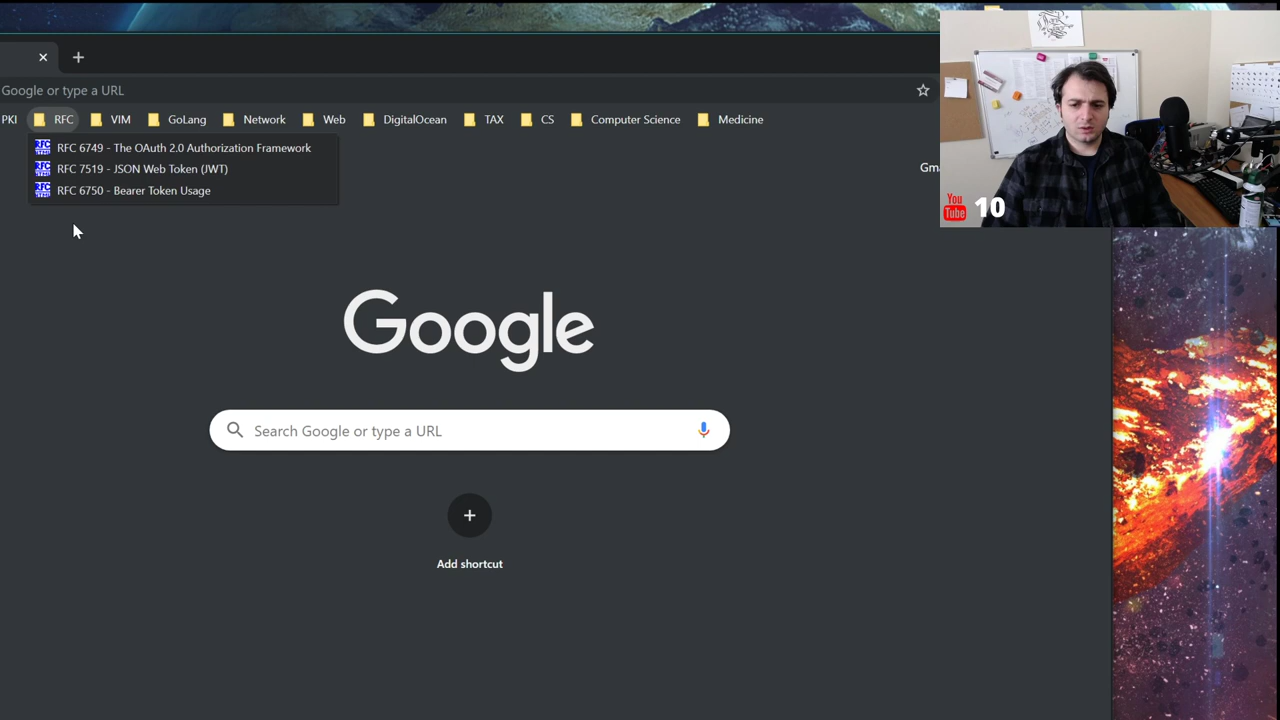 Google or type a URL
PKI RFC VIM GoLang Network Web DigitalOcean TAX CS Computer Science Medicine
RFC 6749 - The OAuth 2.0 Authorization Framework
RFC 7519 - JSON Web Token (JWT)
RFC 6750 - Bearer Token Usage
Gm
You
Tube
10
Google
Search Google or type a URL
Add shortcut